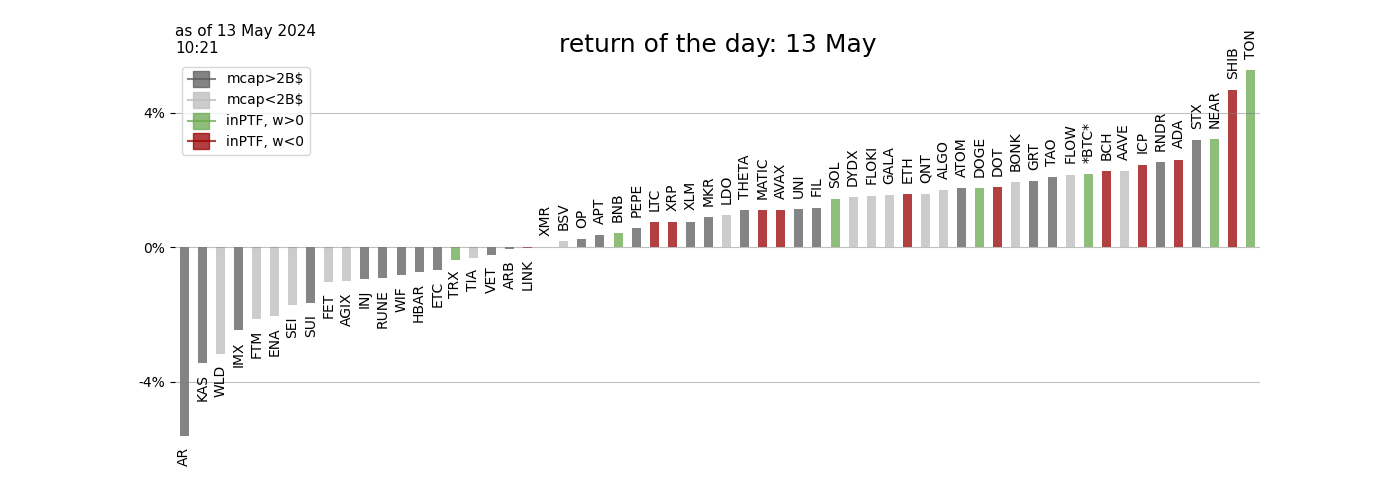 as of 13 May 2024
10:21
return of the day: 13 May
mcap>2B$
mcap<2B$
inPTF, w>0
inPTF, w<0
4%
0%
-4%
AR
KAS
WLD
IMX
FTM
ENA
SEI
SUI
FET
AGIX
INJ
RUNE
WIF
HBAR
ETC
TRX
TIA
VET
ARB
LINK
XMR
BSV
OP
APT
BNB
PEPE
LTC
XRP
XLM
MKR
LDO
THETA
MATIC
AVAX
UNI
FIL
SOL
DYDX
FLOKI
GALA
ETH
QNT
ALGO
ATOM
DOGE
DOT
BONK
GRT
TAO
FLOW
*BTC*
BCH
AAVE
ICP
RNDR
ADA
STX
NEAR
SHIB
TON